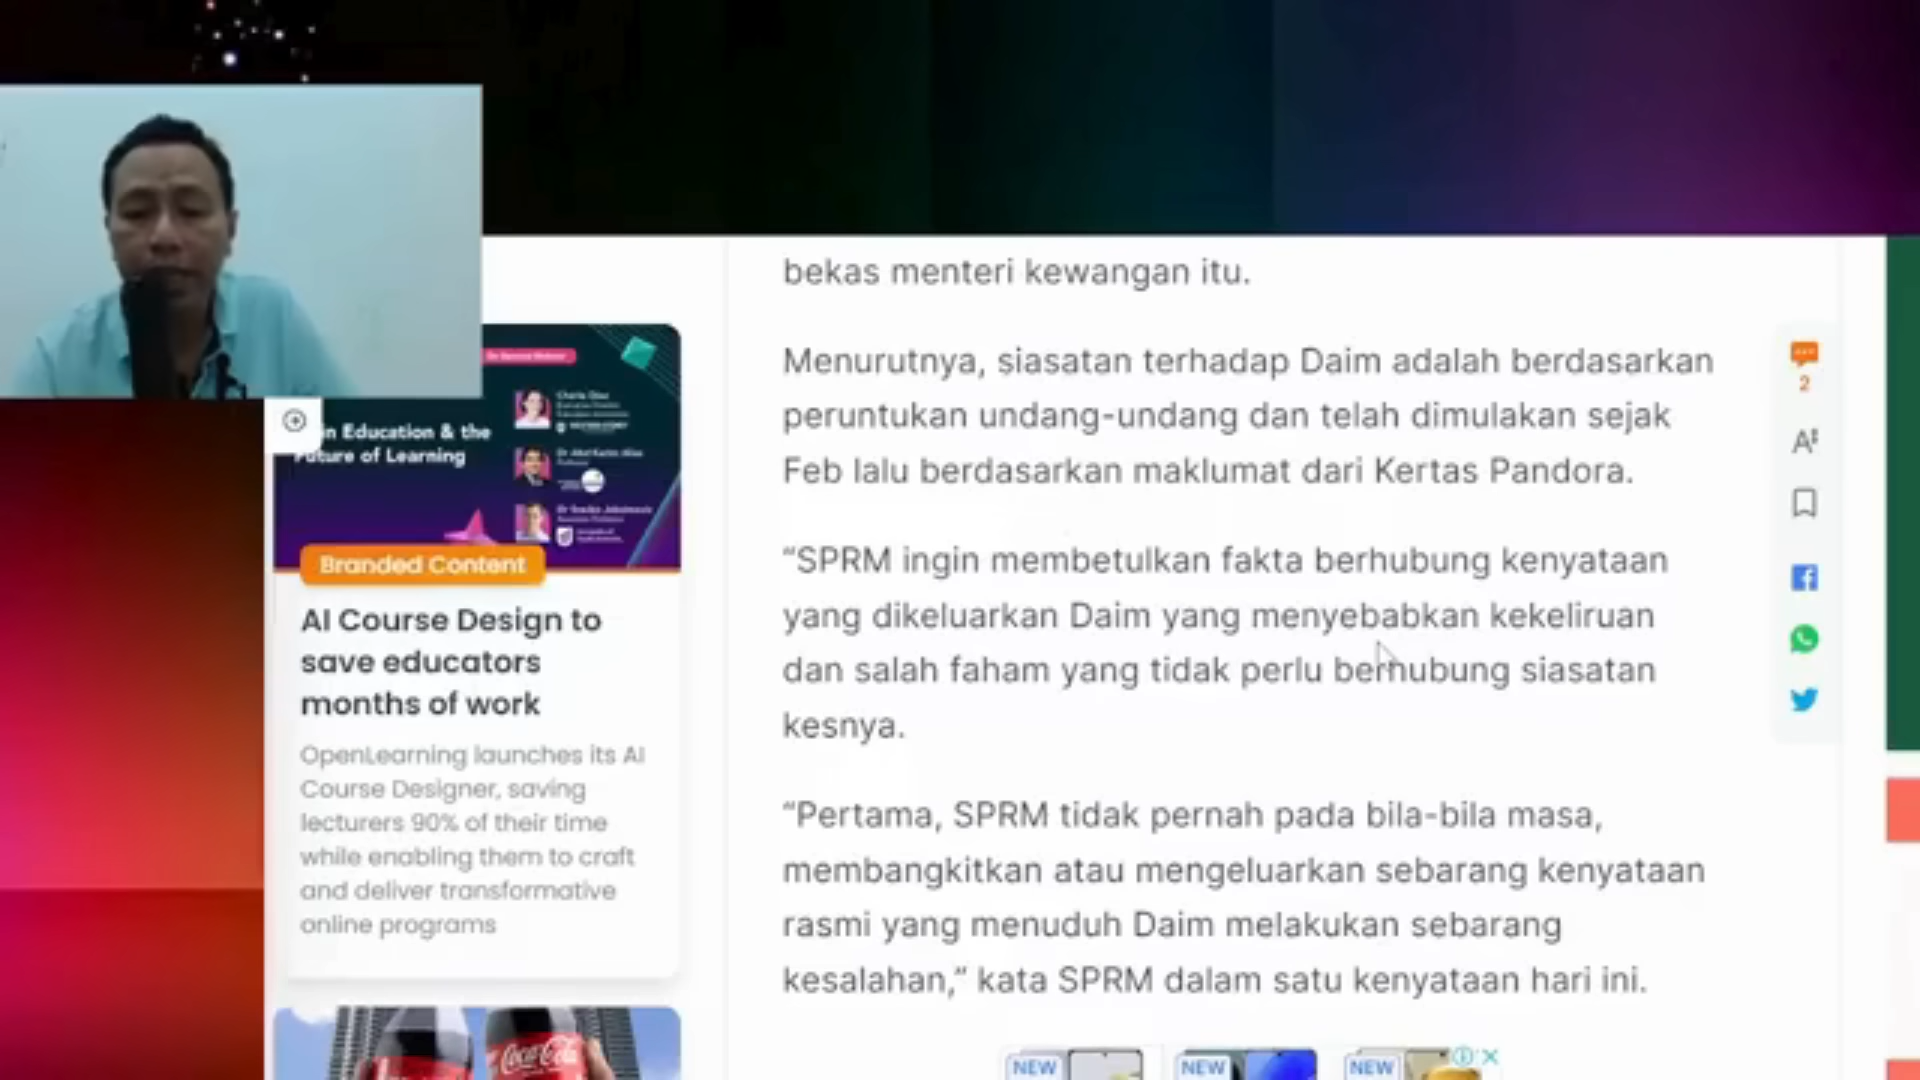 bekas menteri kewangan itu.
Menurutnya, siasatan terhadap Daim adalah berdasarkan
peruntukan undang-undang dan telah dimulakan sejak
Feb lalu berdasarkan maklumat dari Kertas Pandora.
“SPRM ingin membetulkan fakta berhubung kenyataan
yang dikeluarkan Daim yang menyebabkan kekeliruan
dan salah faham yang tidak perlu berhubung siasatan
kesnya.
“Pertama, SPRM tidak pernah pada bila-bila masa,
membangkitkan atau mengeluarkan sebarang kenyataan
rasmi yang menuduh Daim melakukan sebarang
kesalahan,” kata SPRM dalam satu kenyataan hari ini.
in Education & the
Future of Learning
Branded Content
AI Course Design to
save educators
months of work
OpenLearning launches its AI
Course Designer, saving
lecturers 90% of their time
while enabling them to craft
and deliver transformative
online programs
Coca-Cola
2
NEW
NEW
NEW